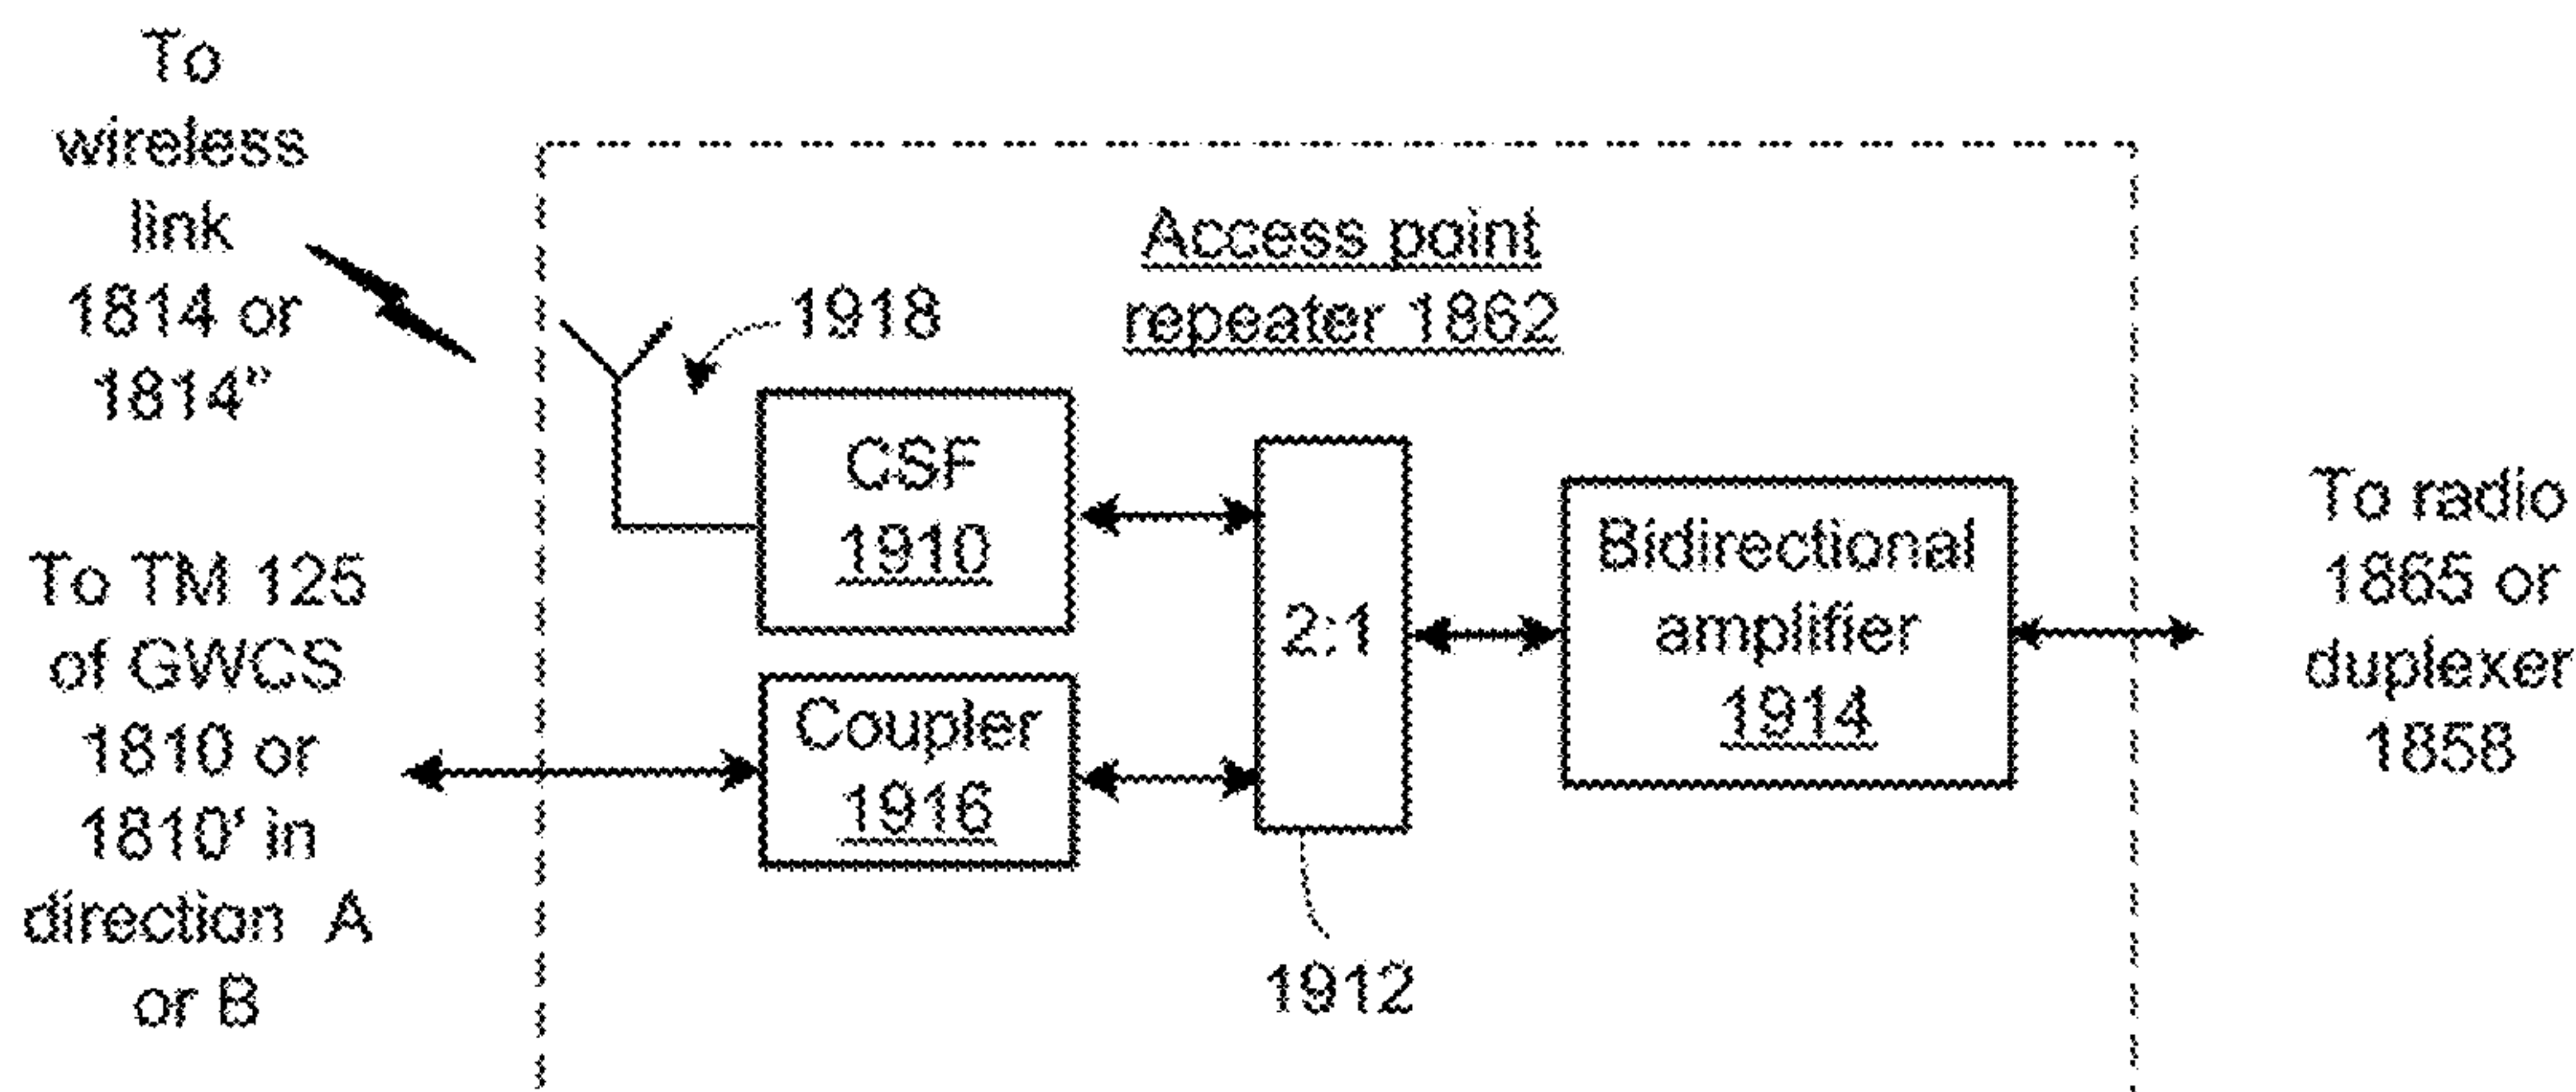 To
wireless
link
1814 or
1814"
To TM 125
of GWCS
1810 or
1810' in
direction A
or B
Access point
repeater 1862
1918
CSF
1910
Coupler
1916
2:1
1912
Bidirectional
amplifier
1914
To radio
1865 or
duplexer
1858